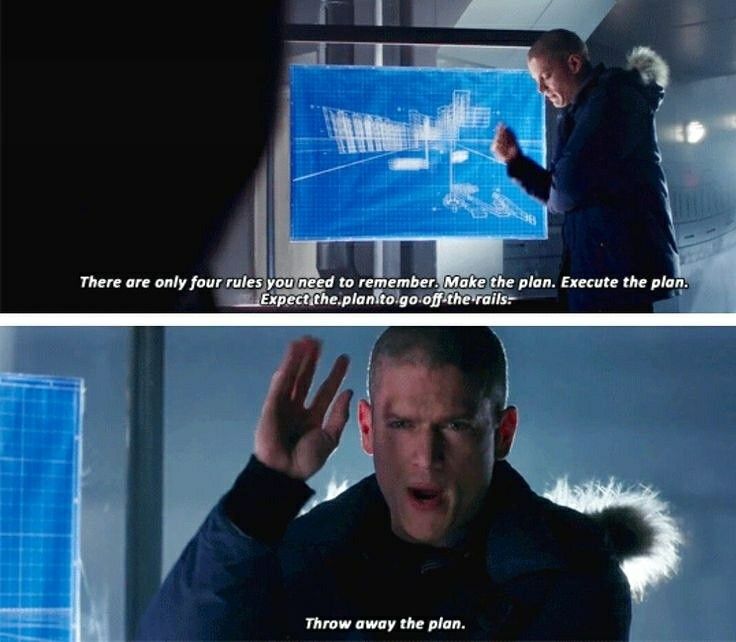 There are only four rules you need to remember. Make the plan. Execute the plan.
Expect the plan to go off the rails.
Throw away the plan.